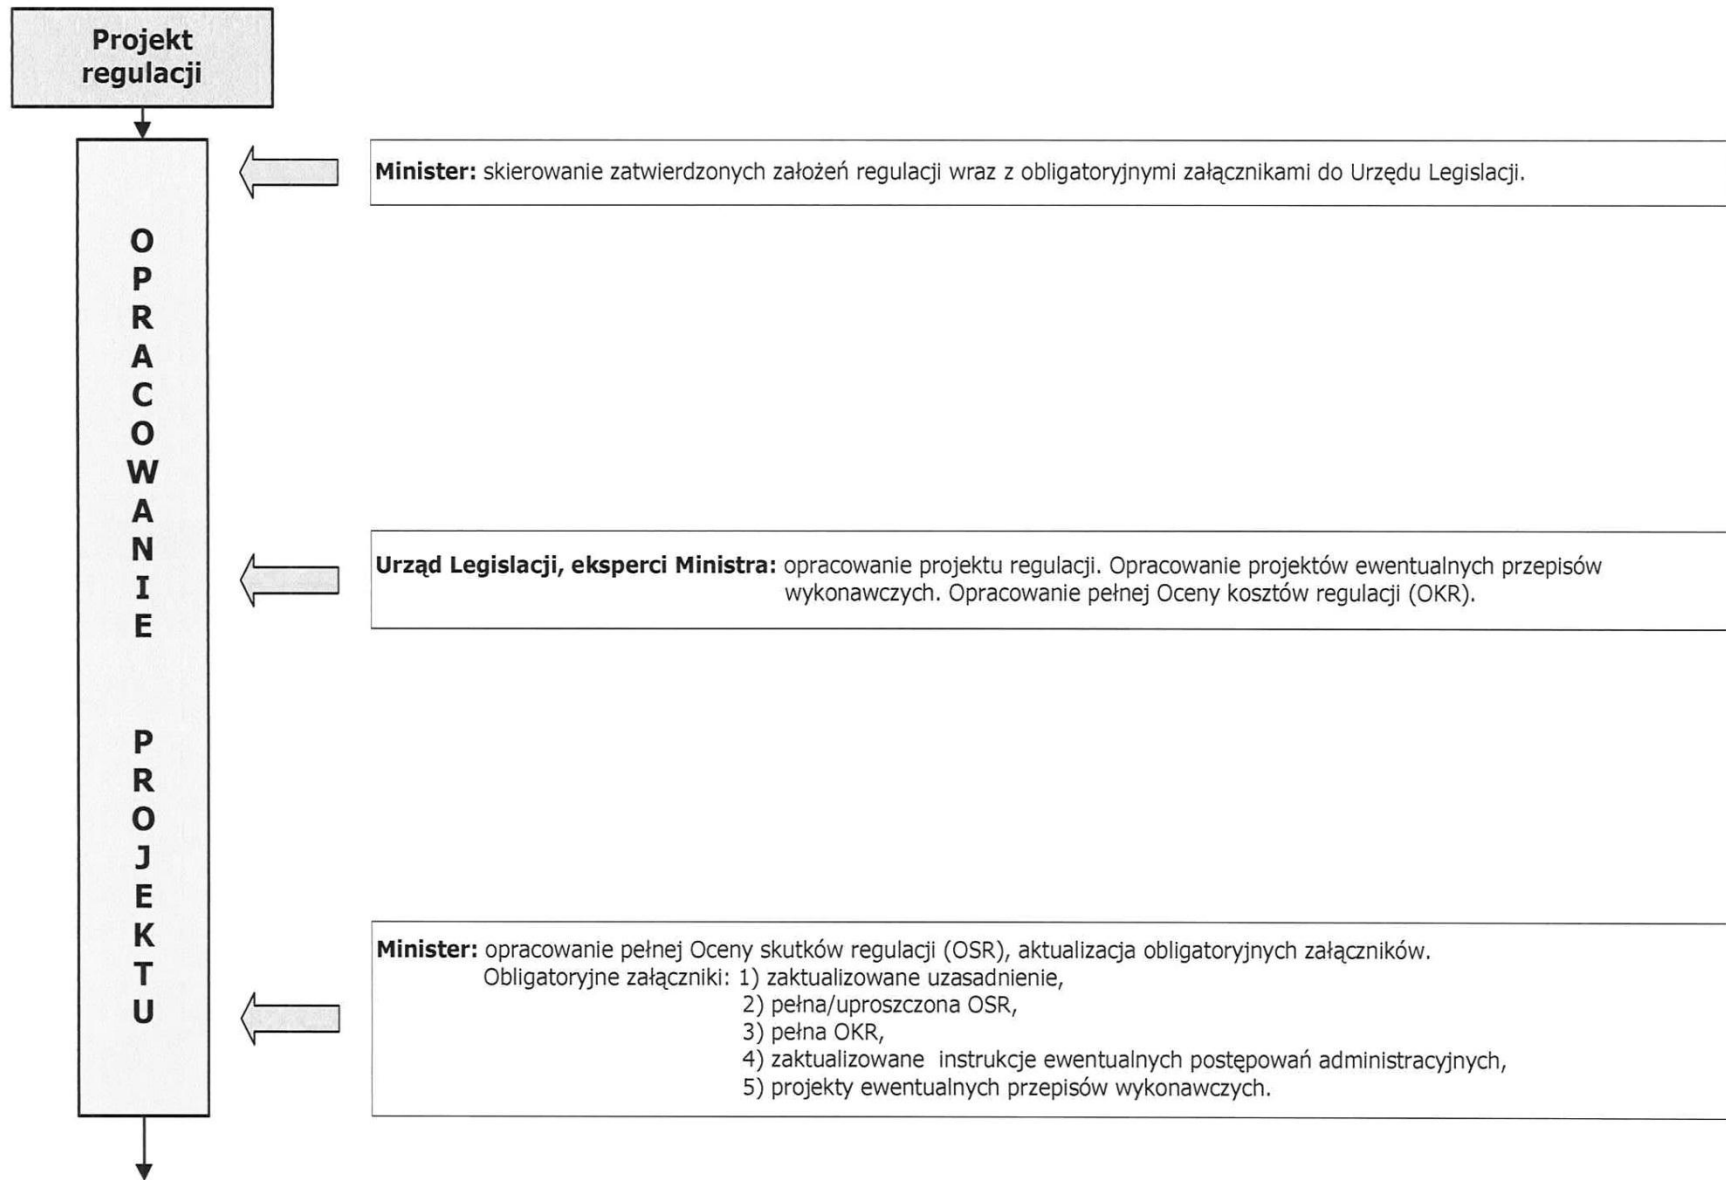 Projekt
regulacji
Minister: skierowanie zatwierdzonych założeń regulacji wraz z obligatoryjnymi załącznikami do Urzędu Legislacji.
OPRACOWANIE
PROJEKTU
Urząd Legislacji, eksperci Ministra: opracowanie projektu regulacji. Opracowanie projektów ewentualnych przepisów
wykonawczych. Opracowanie pełnej Oceny kosztów regulacji (OKR).
Minister: opracowanie pełnej Oceny skutków regulacji (OSR), aktualizacja obligatoryjnych załączników.
Obligatoryjne załączniki: 1) zaktualizowane uzasadnienie,
2) pełna/uproszczona OSR,
3) pełna OKR,
4) zaktualizowane instrukcje ewentualnych postępowań administracyjnych,
5) projekty ewentualnych przepisów wykonawczych.